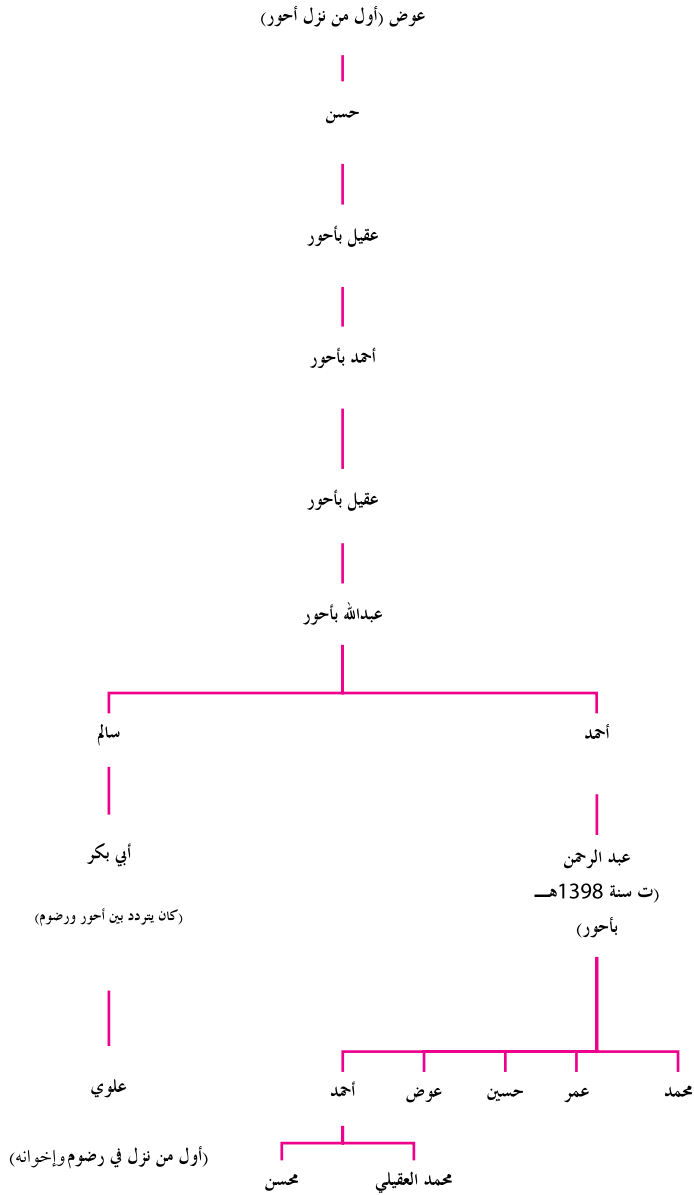 عوض (أول من نزل أحور)
حسن
عقيل بأحور
أحمد بأحور
عقيل بأحور
عبدالله بأحور
أحمد
سالم
عبد الرحمن
(ت سنة 1398هـــ
بأحور)
أبي بكر
(كان يتردد بين أحور ورضوم)
محمد
عمر
حسين
عوض
أحمد
علوي
(أول من نزل في رضوم وإخوانه)
محمد العقيلي
محسن